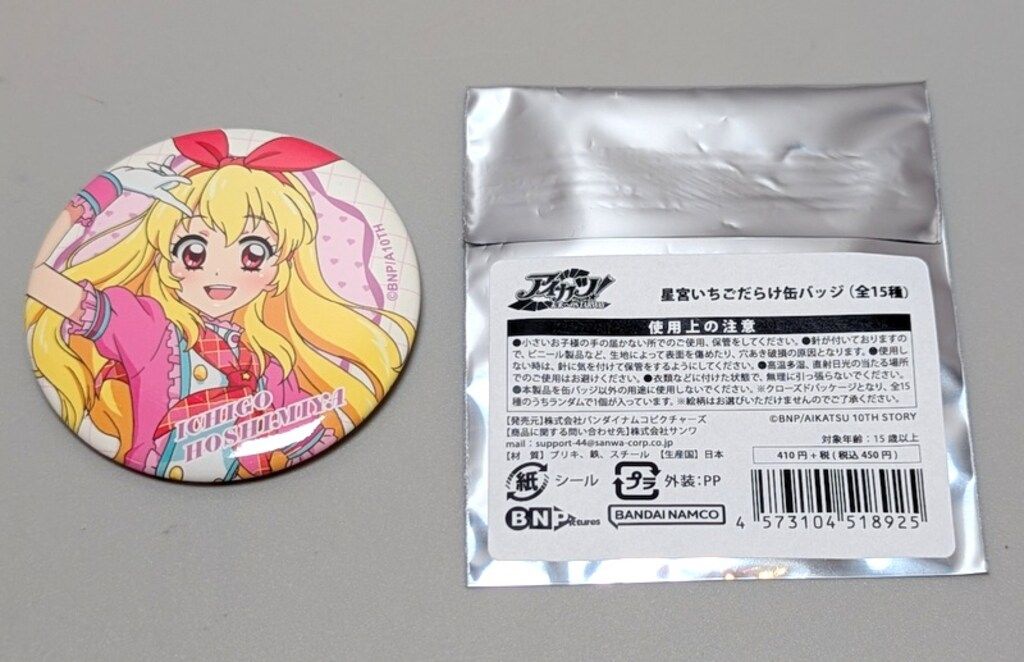 ©BNP/A10TH
ICHIGO
HOSHIMIYA
アイカツ!
星宮いちごだらけ缶バッジ（全15種）
使用上の注意
●小さいお子様の手の届かない所でのご使用、保管をしてください。●針が付いておりますの
で、ビニール製品など、生地によって表面を傷めたり、穴あき破損の原因となります。●使用し
ない時は、針に気を付けて保管をするようにしてください。●高温多湿、直射日光の当たる場所
でのご使用はお避けください。●衣類などに付けた状態で、無理に引っ張らないでください。
●本製品を缶バッジ以外の用途に使用しないでください。※クローズドパッケージとなり、全15
種のうちランダムで1個が入っています。※絵柄はお選びいただけませんのでご了承ください。
【発売元】株式会社バンダイナムコピクチャーズ
©BNP/AIKATSU 10TH STORY
【商品に関する問い合わせ先】株式会社サンワ
mail：support-44@sanwa-corp.co.jp
対象年齢：15歳以上
【材 質】ブリキ、鉄、スチール 【生産国】日本
410円+税（税込450円）
紙 シール プラ 外装：PP
BNPictures BANDAI NAMCO
4 573104 518925